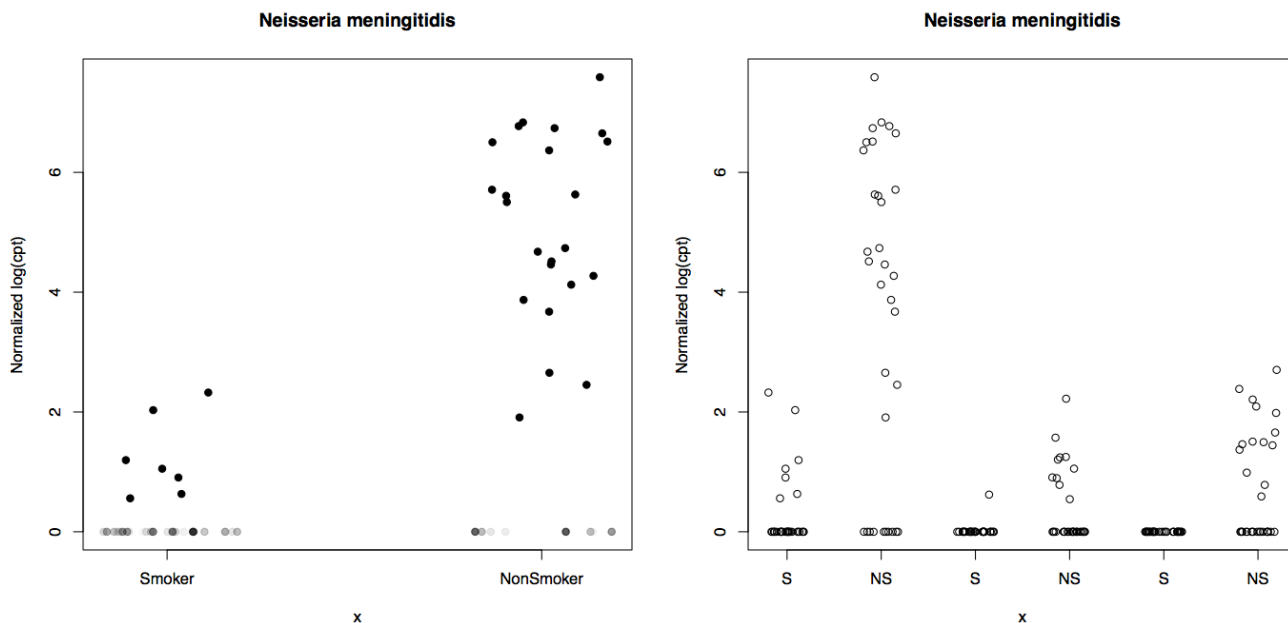 Neisseria meningitidis
Normalized log(cpt)
6
4
2
0
Smoker NonSmoker
x
Neisseria meningitidis
Normalized log(cpt)
6
4
2
0
S NS S NS S NS
x